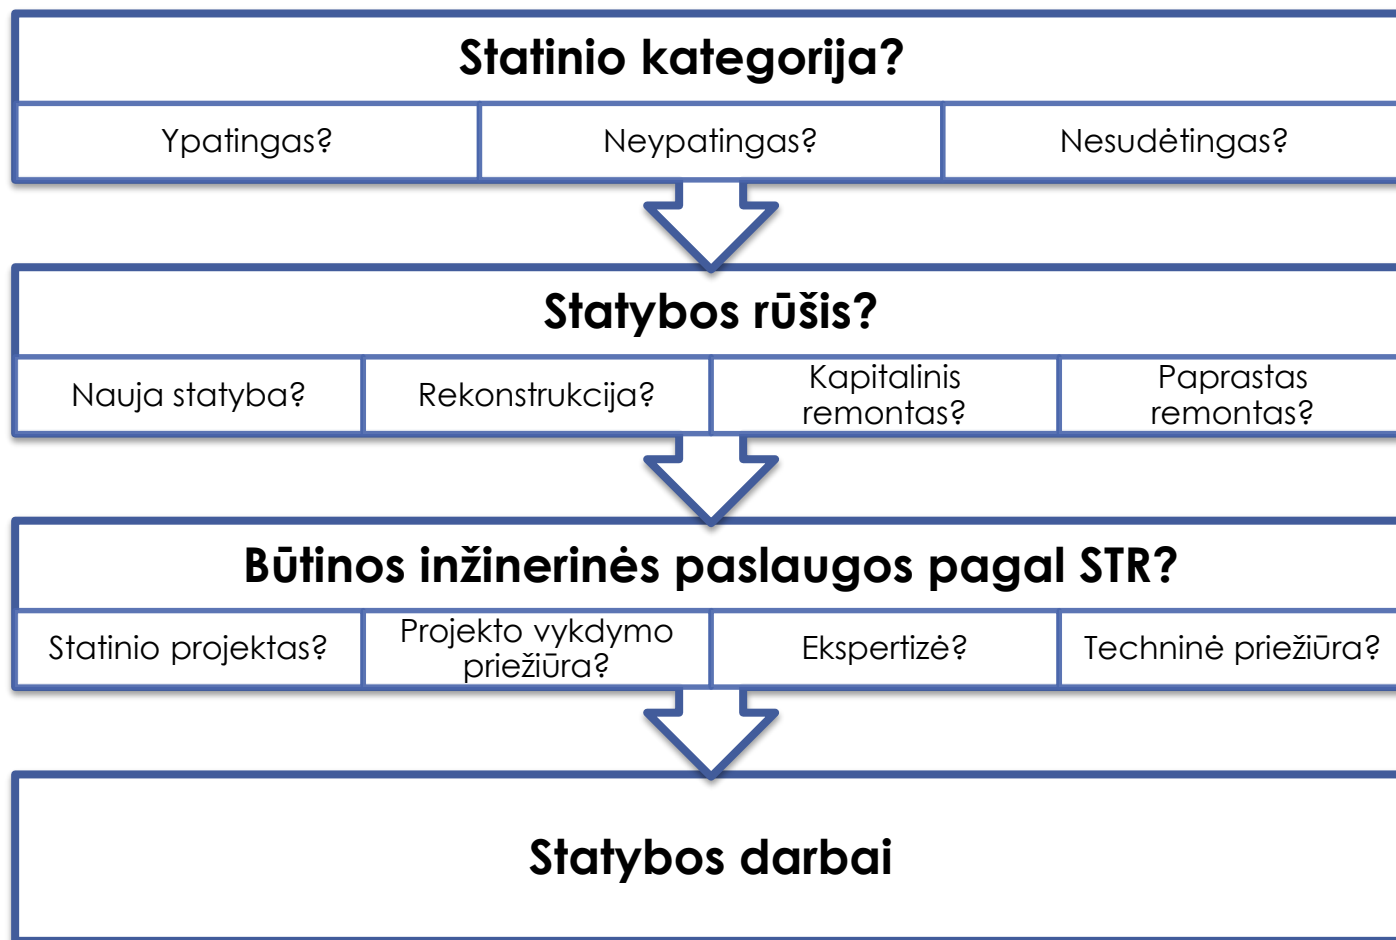 Statinio kategorija?
Ypatingas?
Neypatingas?
Nesudėtingas?
Statybos rūšis?
Nauja statyba?
Rekonstrukcija?
Kapitalinis
remontas?
Paprastas
remontas?
Būtinos inžinerinės paslaugos pagal STR?
Statinio projektas?
Projekto vykdymo
priežiūra?
Ekspertizė?
Techninė priežiūra?
Statybos darbai